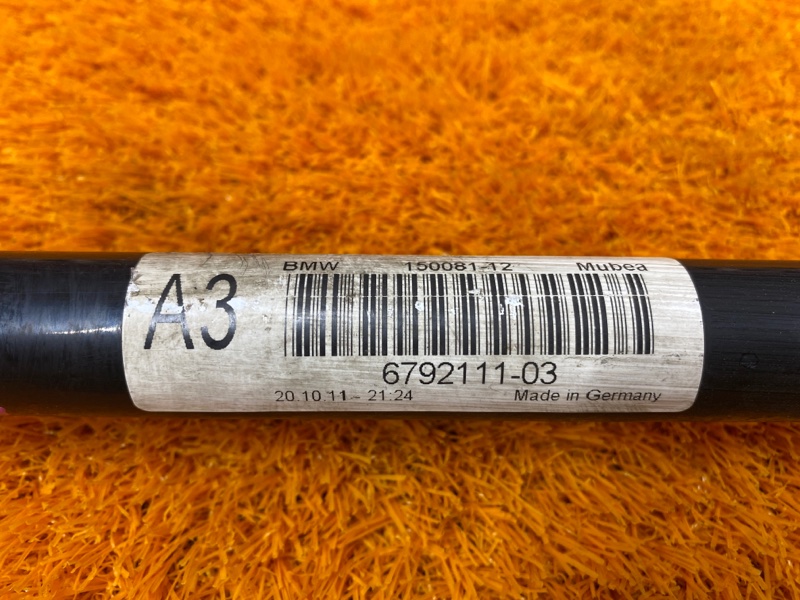 A3
BMW 150081-12 Mubea
6792111-03
20.10.11 - 21:24 Made in Germany